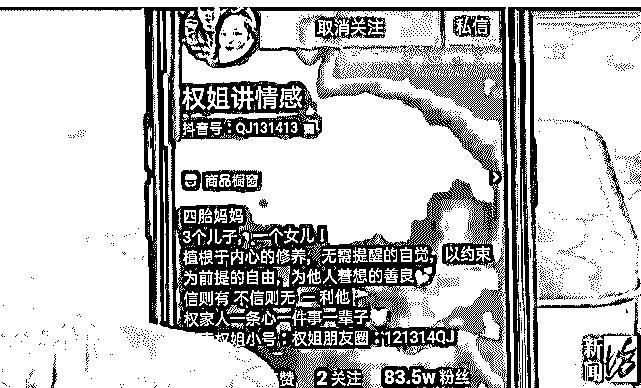 取消关注 私信
权姐讲情感
抖音号：QJ131413
商品橱窗
四胎妈妈
3个儿子，一个女儿！
植根于内心的修养，无需提醒的自觉，以约束
为前提的自由，为他人着想的善良
信则有 不信则无 利他
权家人一条心一件事一辈子
权姐小号：权姐朋友圈：121314QJ
赞 2关注 83.5w粉丝
新闻坊